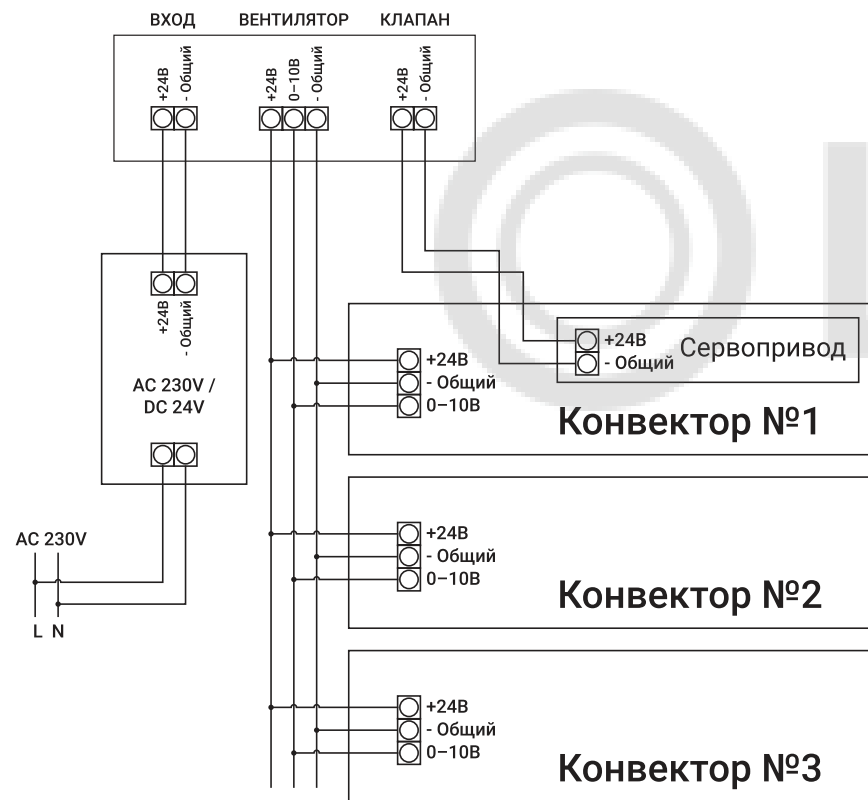 ВХОД ВЕНТИЛЯТОР КЛАПАН
+24В - Общий +24В 0–10В - Общий +24В - Общий
+24В - Общий
AC 230V /
DC 24V
+24В
- Общий
Сервопривод
+24В
- Общий
0–10В
Конвектор №1
AC 230V
L N
+24В
- Общий
0–10В
Конвектор №2
+24В
- Общий
0–10В
Конвектор №3